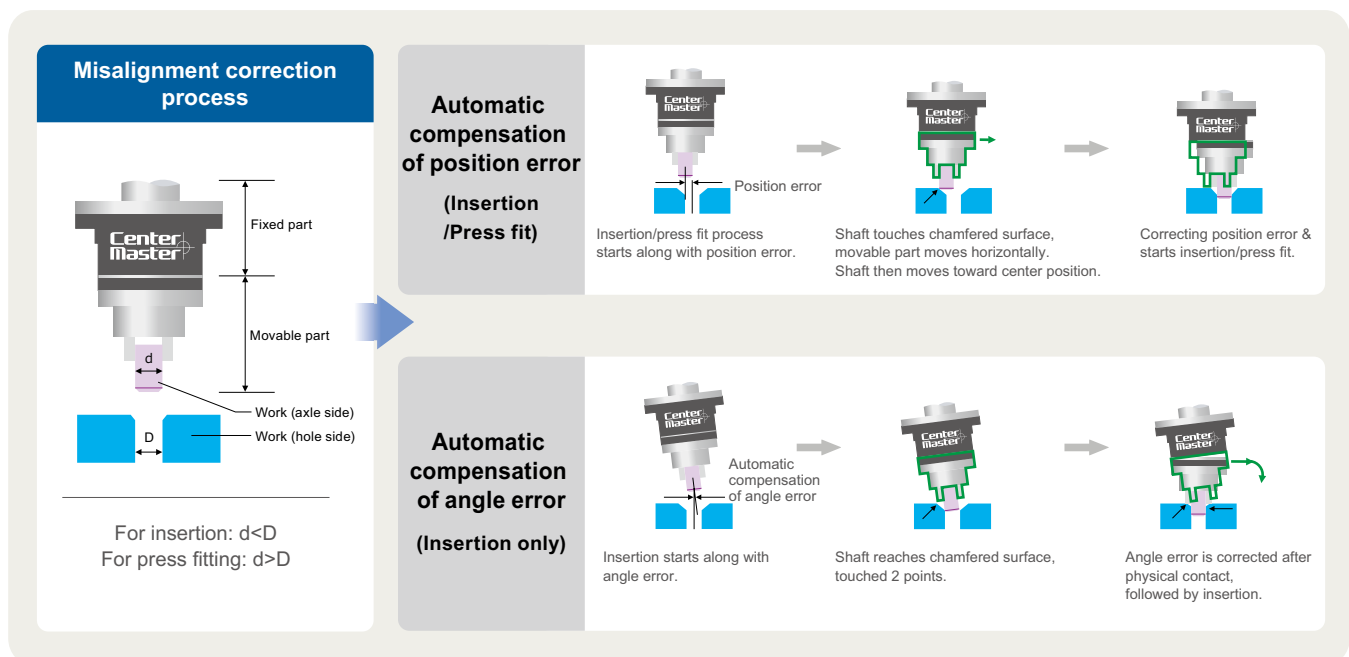 Misalignment correction
process
Center
Master
Fixed part
Movable part
d
Work (axle side)
Work (hole side)
D
For insertion: d<D
For press fitting: d>D
Automatic
compensation
of position error
(Insertion
/Press fit)
Center
Master
Position error
Insertion/press fit process
starts along with position error.
Center
Master
Shaft touches chamfered surface,
movable part moves horizontally.
Shaft then moves toward center position.
Center
Master
Correcting position error &
starts insertion/press fit.
Automatic
compensation
of angle error
(Insertion only)
Center
Master
Automatic
compensation
of angle error
Insertion starts along with
angle error.
Center
Master
Shaft reaches chamfered surface,
touched 2 points.
Center
Master
Angle error is corrected after
physical contact,
followed by insertion.